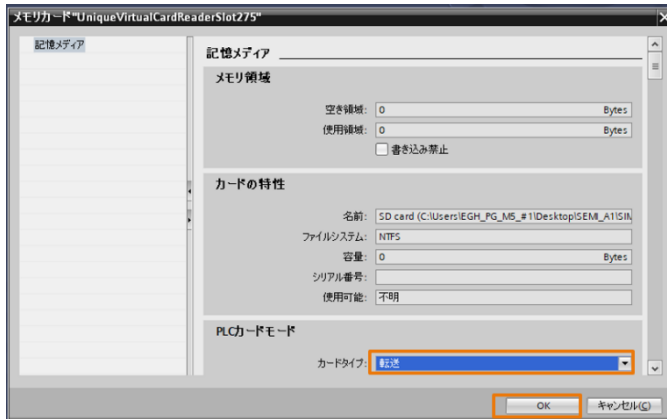 メモリカード"UniqueVirtualCardReaderSlot275"
記憶メディア
記憶メディア
メモリ領域
空き領域: 0 Bytes
使用領域: 0 Bytes
書き込み禁止
カードの特性
名前: SD card (C:\Users\EGH_PG_M5_#1\Desktop\SEMI_A1\SIM
ファイルシステム: NTFS
容量: 0 Bytes
シリアル番号:
使用可能: 不明
PLCカードモード
カードタイプ: 転送
OK キャンセル(C)